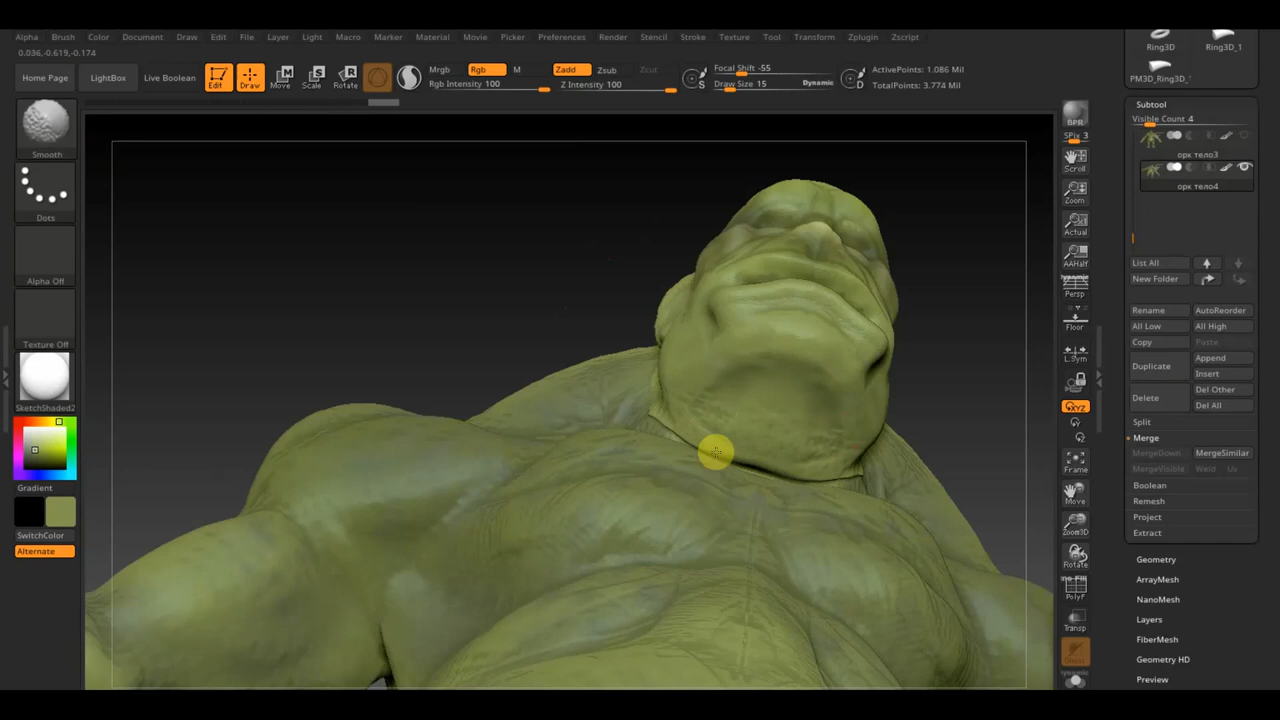 Alpha Brush Color Document Draw Edit File Layer Light Macro Marker Material Movie Picker Preferences Render Stencil Stroke Texture Tool Transform Zplugin Zscript
Ring3D Ring3D_1
0.036,-0.619,-0.174
Home Page LightBox Live Boolean Edit Draw Move Scale Rotate
Mrgb Rgb M Zadd Zsub Zcut
Rgb Intensity 100 Z Intensity 100
Focal Shift -55
Draw Size 15 Dynamic
S D
ActivePoints: 1.086 Mil
TotalPoints: 3.774 Mil
PM3D_Ring3D_1
Smooth
Dots
Alpha Off
Texture Off
SketchShaded2
Gradient
SwitchColor
Alternate
BPR
SPix 3
Scroll
Zoom
Actual
AAHalf
Dynamic
Persp
Floor
L.Sym
XYZ
Frame
Move
Zoom3D
Rotate
PolyF
Transp
Subtool
Visible Count 4
орк тело3
орк тело4
List All
New Folder
Rename AutoReorder
All Low All High
Copy Paste
Duplicate Append
Insert
Delete Del Other
Del All
Split
Merge
MergeDown MergeSimilar
MergeVisible Weld Uv
Boolean
Remesh
Project
Extract
Geometry
ArrayMesh
NanoMesh
Layers
FiberMesh
Geometry HD
Preview